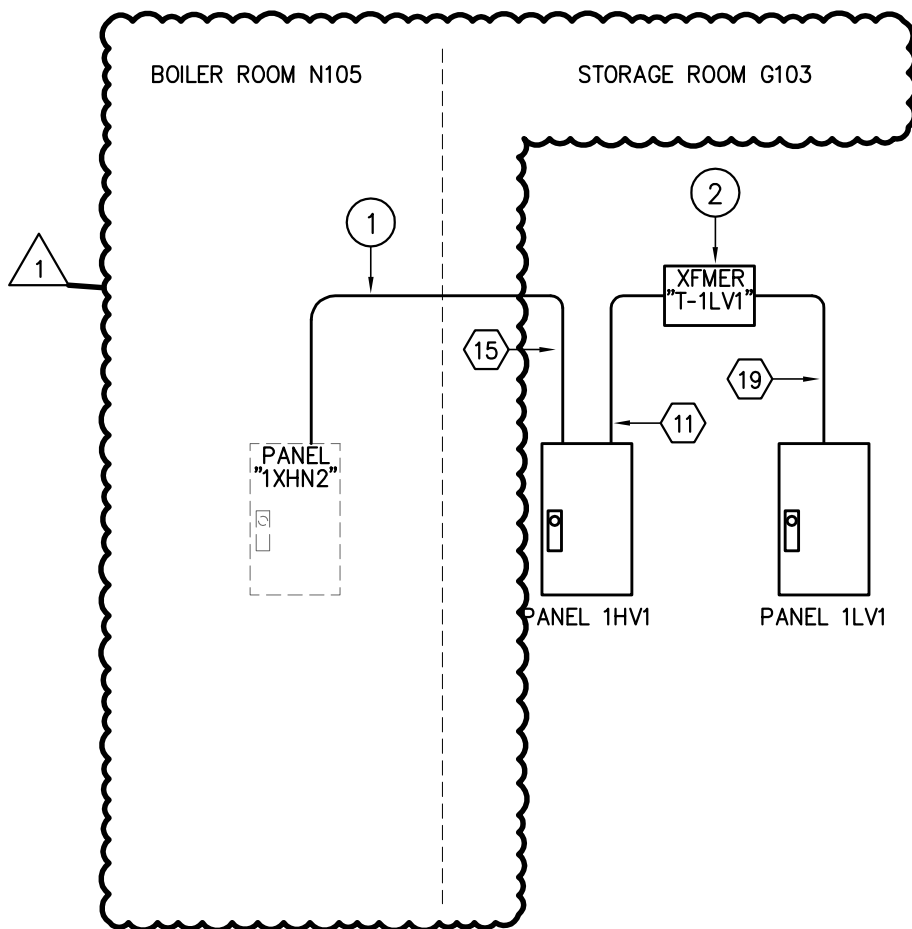 BOILER ROOM N105
STORAGE ROOM G103
1
2
1
XFMER
"T-1LV1"
15
19
11
PANEL
"1XHN2"
PANEL 1HV1
PANEL 1LV1